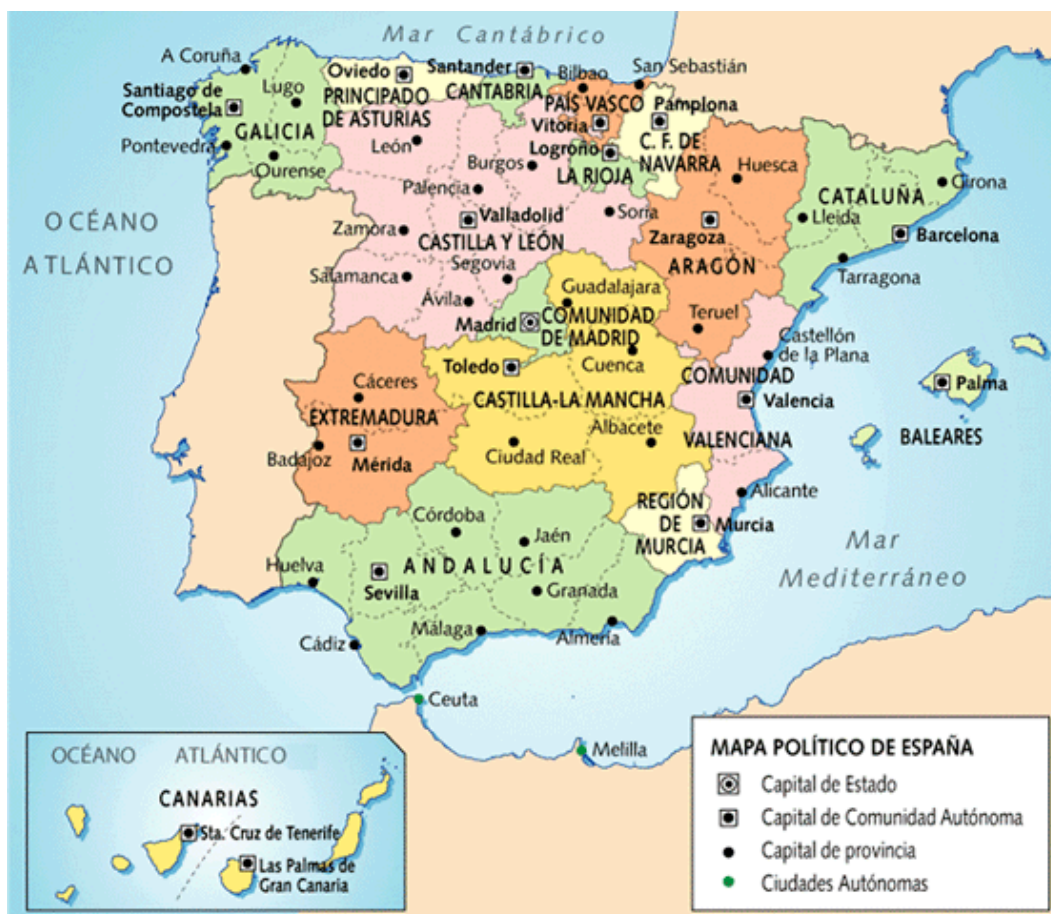 Mar Cantábrico
A Coruña
Oviedo
Santander
Bilbao
San Sebastián
Santiago de
Compostela
Lugo
PRINCIPADO
DE ASTURIAS
CANTABRIA
PAÍS VASCO
Vitoria
Pamplona
GALICIA
C. F. DE
NAVARRA
Pontevedra
Ourense
León
Burgos
Logroño
LA RIOJA
Huesca
Palencia
CATALUÑA
Girona
OCÉANO
ATLÁNTICO
Zamora
Valladolid
CASTILLA Y LEÓN
Sorra
Zaragoza
ARAGÓN
Lleida
Barcelona
Tarragona
Salamanca
Segovia
Ávila
Guadalajara
Madrid
COMUNIDAD
DE MADRID
Teruel
Castellón
de la Plana
Toledo
Cuenca
Cáceres
EXTREMADURA
CASTILLA-LA MANCHA
COMUNIDAD
VALENCIANA
Valencia
Palma
BALEARES
Badajoz
Mérida
Ciudad Real
Albacete
Alicante
REGIÓN
DE
MURCIA
Murcia
Córdoba
Jaén
ANDALUCÍA
Huelva
Sevilla
Granada
Mar
Mediterráneo
Cádiz
Málaga
Almería
Ceuta
Melilla
OCÉANO ATLÁNTICO
CANARIAS
Sta. Cruz de Tenerife
Las Palmas de
Gran Canaria
MAPA POLÍTICO DE ESPAÑA
Capital de Estado
Capital de Comunidad Autónoma
Capital de provincia
Ciudades Autónomas